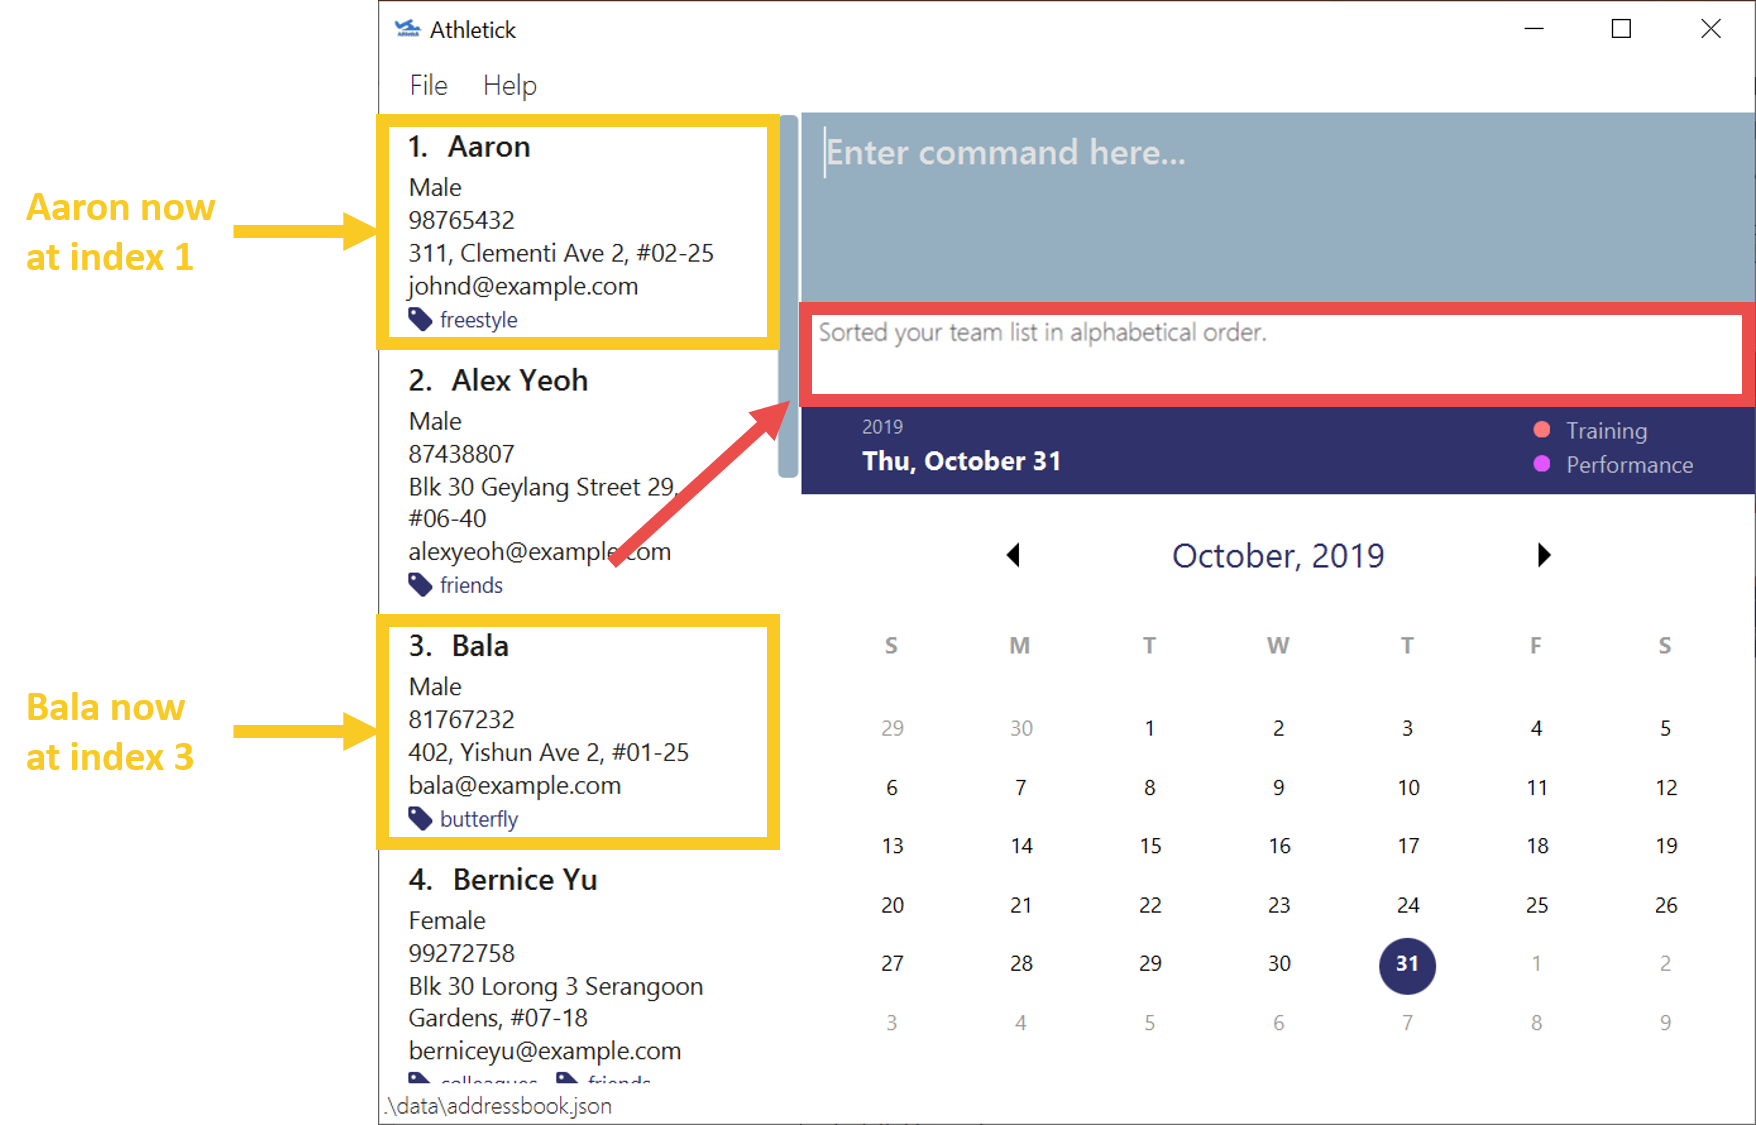 Athletick
File Help
Aaron now
at index 1
1. Aaron
Male
98765432
311, Clementi Ave 2, #02-25
johnd@example.com
freestyle
2. Alex Yeoh
Male
87438807
Blk 30 Geylang Street 29,
#06-40
alexyeoh@example.com
friends
Bala now
at index 3
3. Bala
Male
81767232
402, Yishun Ave 2, #01-25
bala@example.com
butterfly
4. Bernice Yu
Female
99272758
Blk 30 Lorong 3 Serangoon
Gardens, #07-18
berniceyu@example.com
colleagues friends
.\data\addressbook.json
Enter command here...
Sorted your team list in alphabetical order.
2019
Thu, October 31
Training
Performance
October, 2019
S M T W T F S
29 30 1 2 3 4 5
6 7 8 9 10 11 12
13 14 15 16 17 18 19
20 21 22 23 24 25 26
27 28 29 30 31 1 2
3 4 5 6 7 8 9